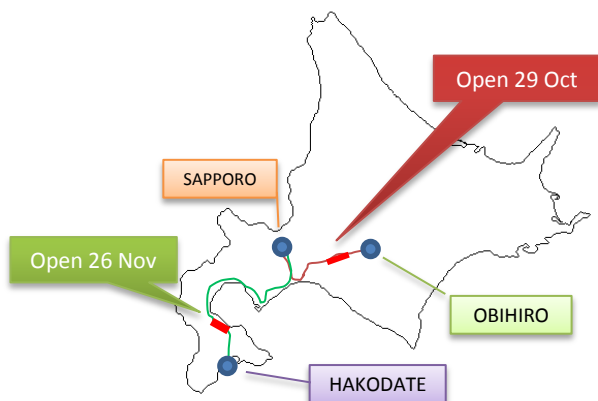 Open 29 Oct
SAPPORO
Open 26 Nov
OBIHIRO
HAKODATE